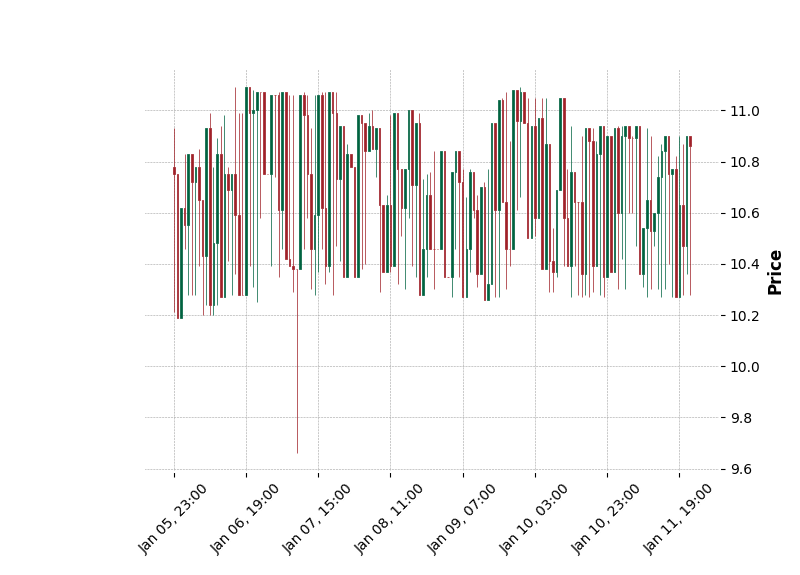 11.0
10.8
10.6
10.4
10.2
10.0
9.8
9.6
Price
Jan 05, 23:00
Jan 06, 19:00
Jan 07, 15:00
Jan 08, 11:00
Jan 09, 07:00
Jan 10, 03:00
Jan 10, 23:00
Jan 11, 19:00